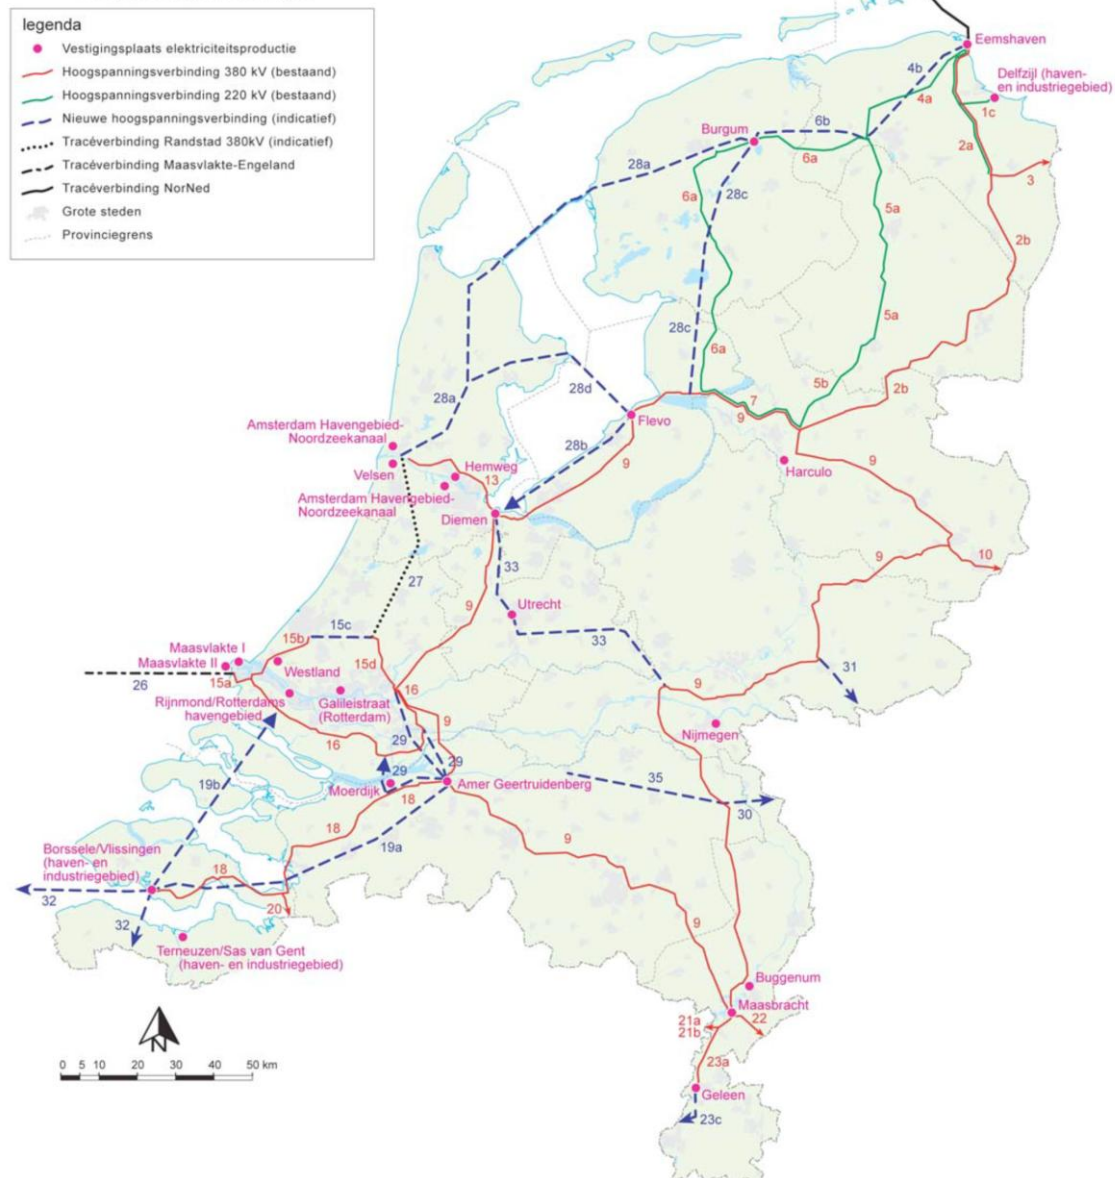 legenda
Vestigingsplaats elektriciteitsproductie
Hoogspanningsverbinding 380 kV (bestaand)
Hoogspanningsverbinding 220 kV (bestaand)
Nieuwe hoogspanningsverbinding (indicatief)
Tracéverbinding Randstad 380kV (indicatief)
Tracéverbinding Maasvlakte-Engeland
Tracéverbinding NorNed
Grote steden
Provinciegrens
Eemshaven
4b
Delfzijl (haven-
en industriegebied)
4a
1c
6b
Burgum
2a
6a
28a
3
6a
28c
5a
2b
5a
28c
6a
5b
2b
28d
7
28a
9
Flevo
Amsterdam Havengebied-
Noordzeekanaal
28b
9
9
Velsen
Hemweg
Harculo
13
Amsterdam Havengebied-
Noordzeekanaal
Diemen
9
10
33
27
9
Utrecht
15c
15b
33
Maasvlakte I
Maasvlakte II
15d
31
Westland
15a
26
9
16
Rijnmond/Rotterdams
havengebied
Galileistraat
(Rotterdam)
9
Nijmegen
16
29
29
29
35
19b
Moerdijk
Amer Geertruidenberg
18
30
18
19a
9
Borssele/Vlissingen
(haven- en
industriegebied)
18
32
20
32
9
Terneuzen/Sas van Gent
(haven- en industriegebied)
Buggenum
Maasbracht
21a
22
21b
0 5 10 20 30 40 50 km
23a
Geleen
23c